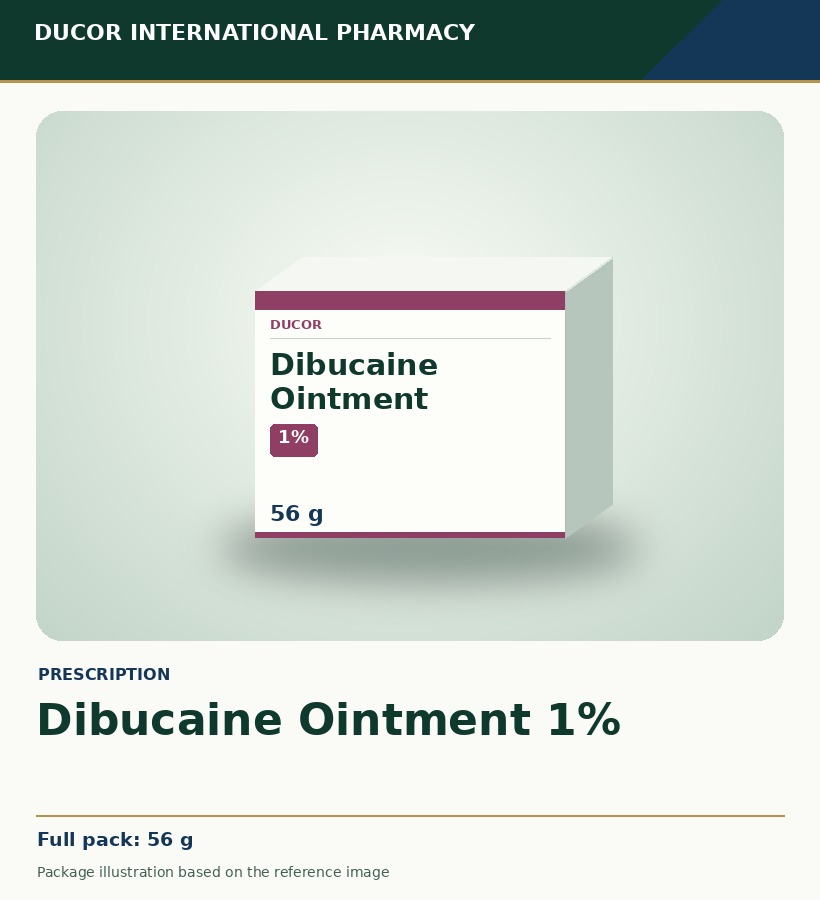 DUCOR INTERNATIONAL PHARMACY
DUCOR
Dibucaine
Ointment
1%
56 g
PRESCRIPTION
Dibucaine Ointment 1%
Full pack: 56 g
Package illustration based on the reference image